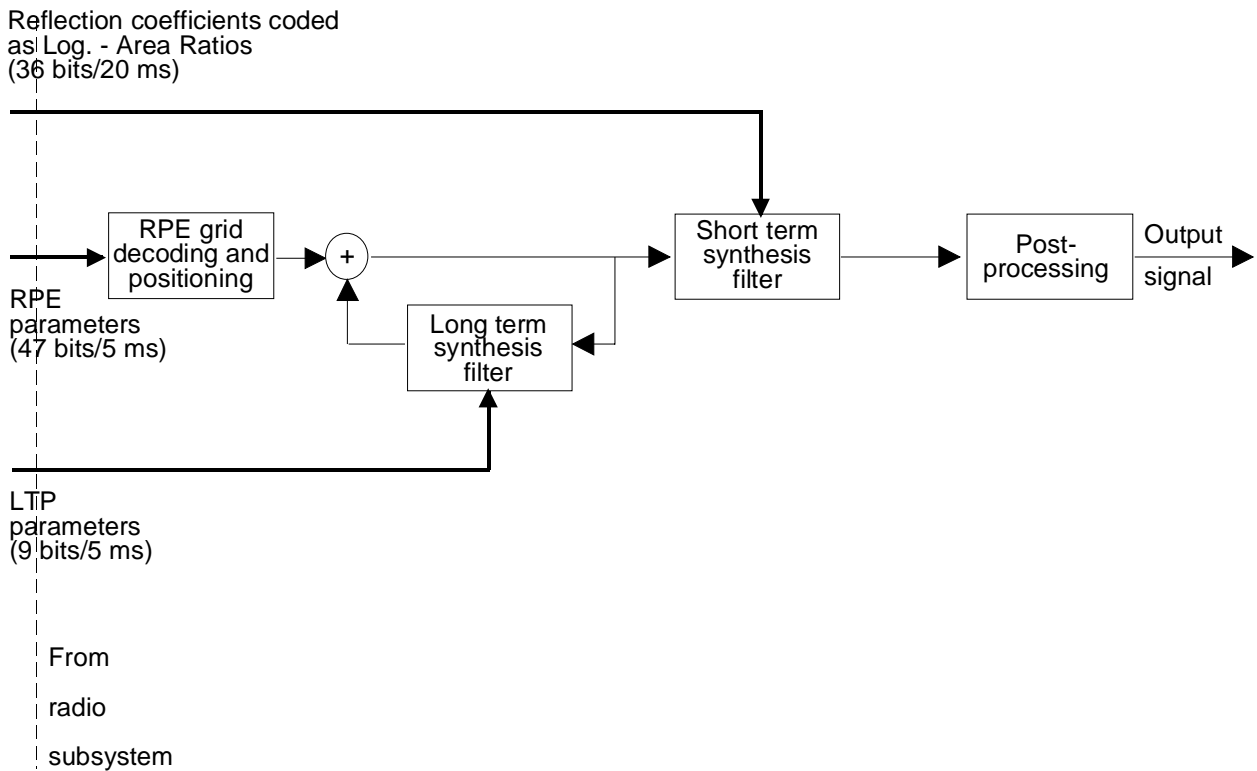 Reflection coefficients coded
as Log. - Area Ratios
(36 bits/20 ms)
RPE grid
decoding and
positioning
+
Short term
synthesis
filter
Post-
processing
Output
signal
RPE
parameters
(47 bits/5 ms)
Long term
synthesis
filter
LTP
parameters
(9 bits/5 ms)
From
radio
subsystem